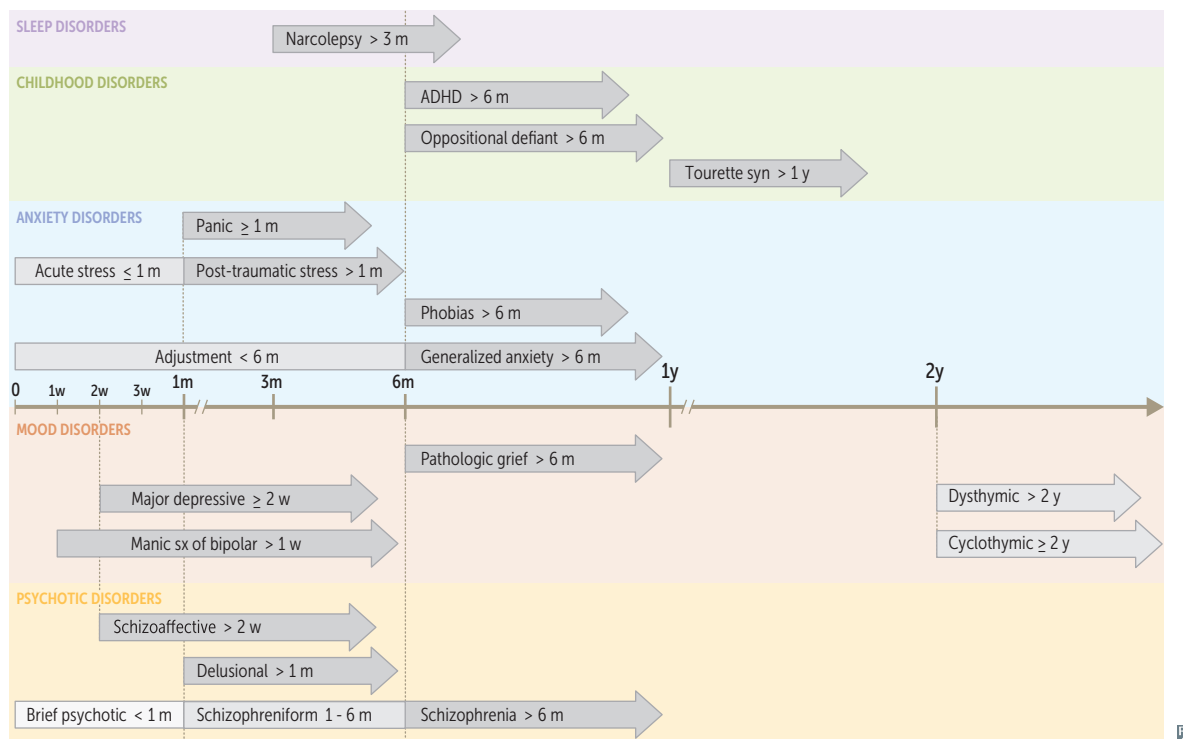 SLEEP DISORDERS
Narcolepsy > 3 m
CHILDHOOD DISORDERS
ADHD > 6 m
Oppositional defiant > 6 m
Tourette syn > 1 y
ANXIETY DISORDERS
Panic ≥ 1 m
Acute stress ≤ 1 m
Post-traumatic stress > 1 m
Phobias > 6 m
Adjustment < 6 m
Generalized anxiety > 6 m
0
1w
2w
3w
1m
3m
6m
1y
2y
MOOD DISORDERS
Pathologic grief > 6 m
Major depressive ≥ 2 w
Dysthymic > 2 y
Manic sx of bipolar > 1 w
Cyclothymic ≥ 2 y
PSYCHOTIC DISORDERS
Schizoaffective > 2 w
Delusional > 1 m
Brief psychotic < 1 m
Schizophreniform 1 - 6 m
Schizophrenia > 6 m